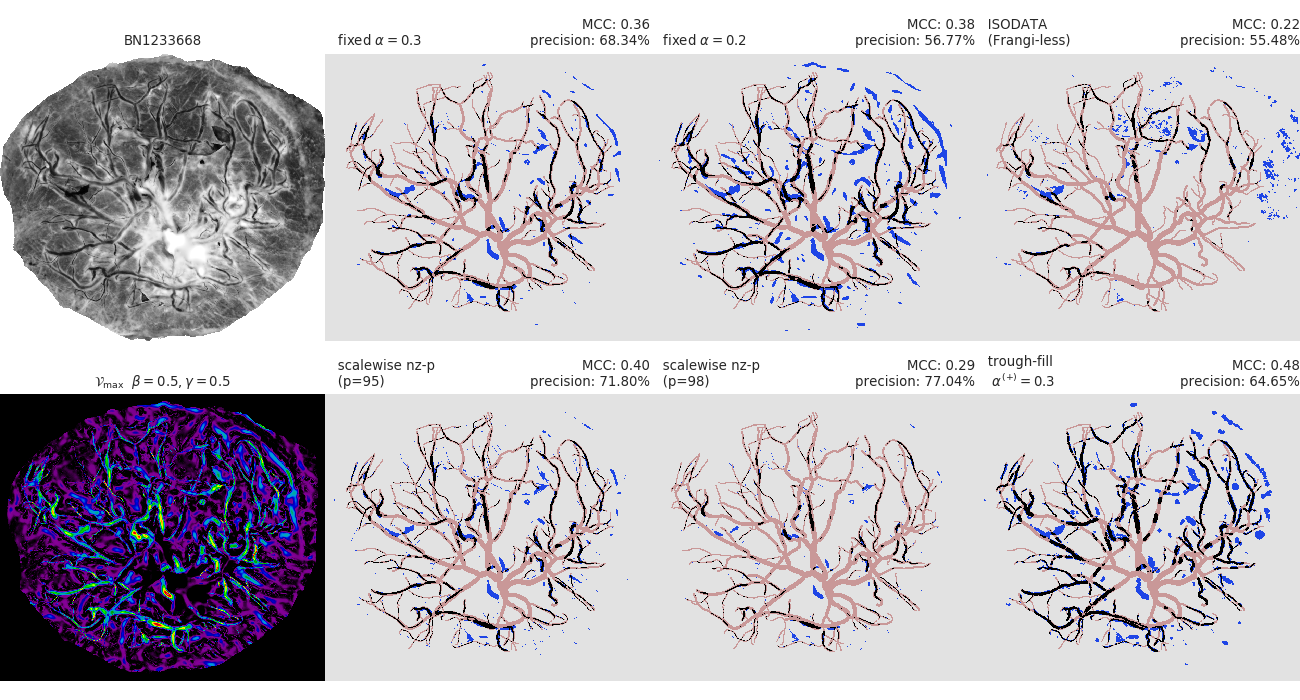 BN1233668
fixed α = 0.3
MCC: 0.36
precision: 68.34%
fixed α = 0.2
MCC: 0.38
precision: 56.77%
ISODATA
(Frangi-less)
MCC: 0.22
precision: 55.48%
𝒱max β = 0.5, γ = 0.5
scalewise nz-p
(p=95)
MCC: 0.40
precision: 71.80%
scalewise nz-p
(p=98)
MCC: 0.29
precision: 77.04%
trough-fill
α(+) = 0.3
MCC: 0.48
precision: 64.65%